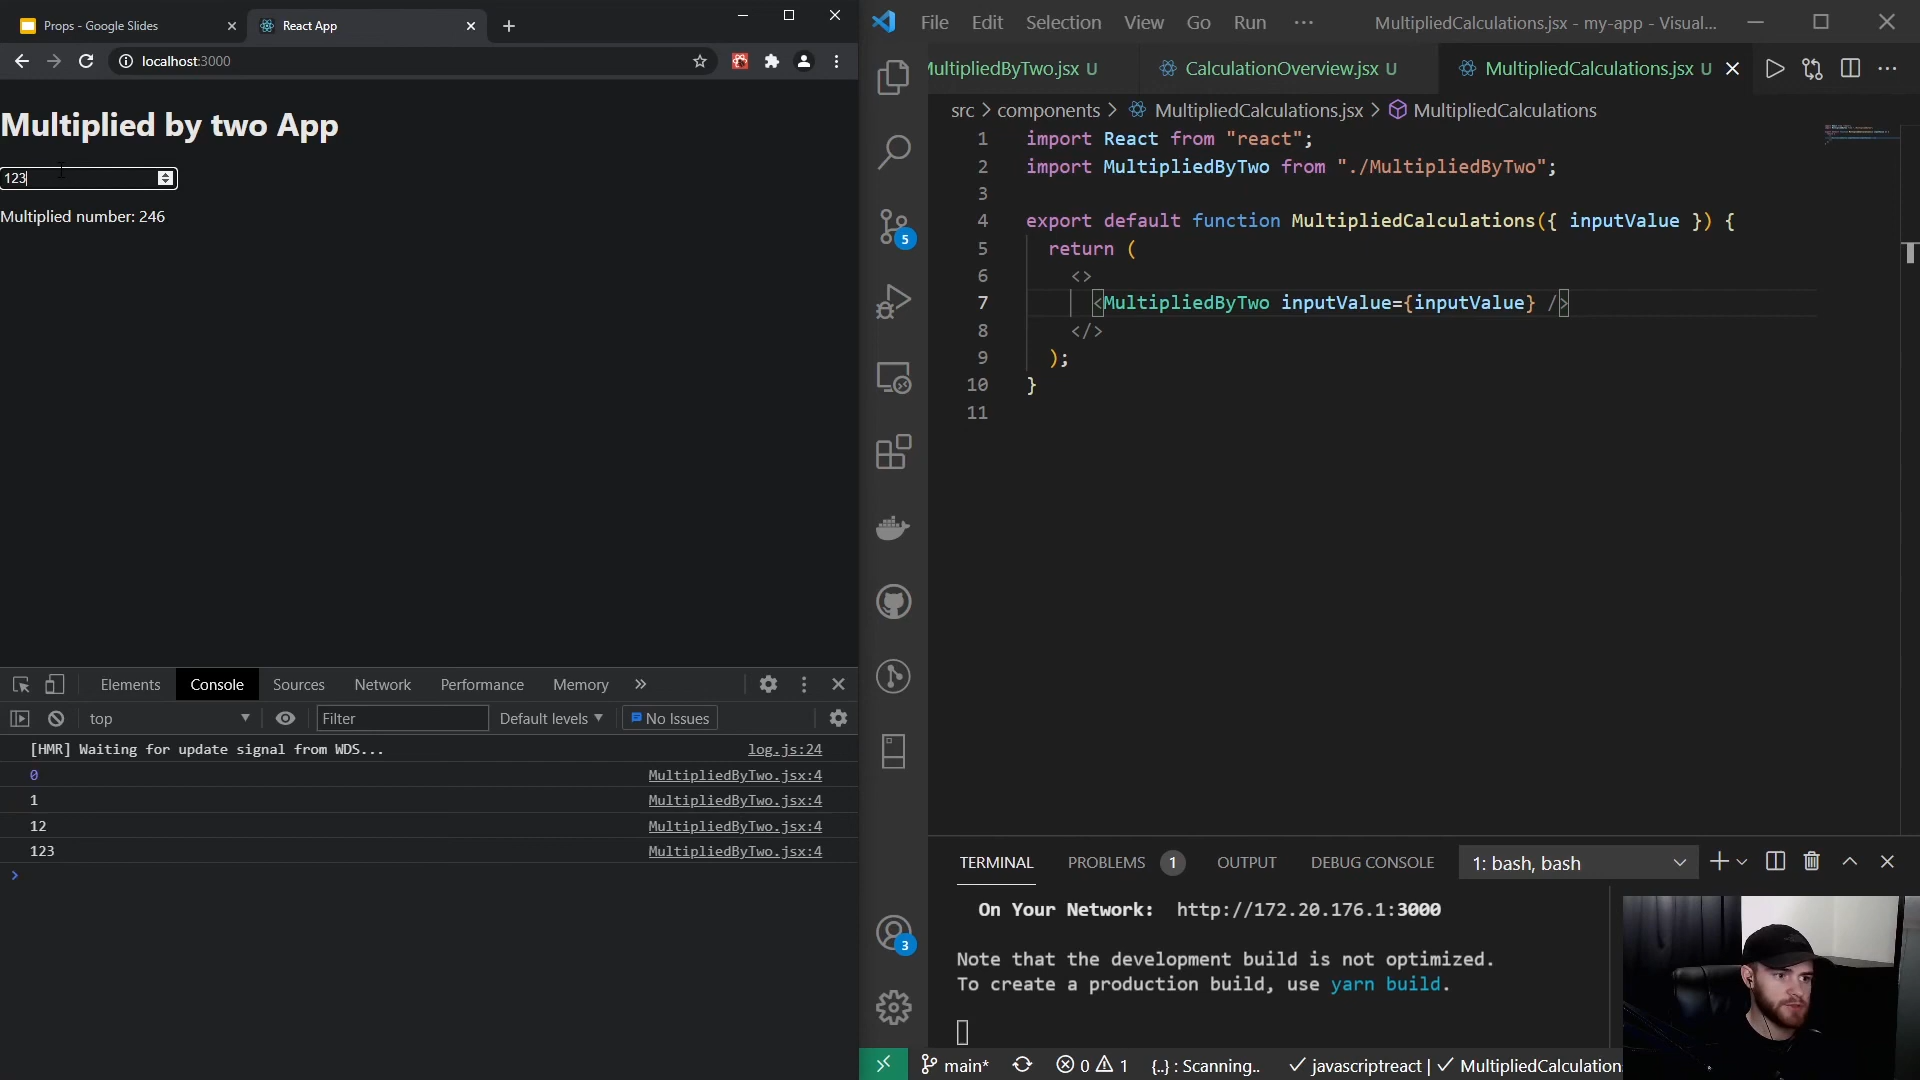 Props - Google Slides
React App
localhost:3000
Multiplied by two App
123
Multiplied number: 246
Elements
Console
Sources
Network
Performance
Memory
top
Filter
Default levels
No Issues
[HMR] Waiting for update signal from WDS...
log.js:24
0
MultipliedByTwo.jsx:4
1
MultipliedByTwo.jsx:4
12
MultipliedByTwo.jsx:4
123
MultipliedByTwo.jsx:4
File Edit Selection View Go Run ···
MultipliedCalculations.jsx - my-app - Visual...
MultipliedByTwo.jsx U
CalculationOverview.jsx U
MultipliedCalculations.jsx U
src > components > MultipliedCalculations.jsx > MultipliedCalculations
1 import React from "react";
2 import MultipliedByTwo from "./MultipliedByTwo";
3
4 export default function MultipliedCalculations({ inputValue }) {
5 return (
6 <>
7 <MultipliedByTwo inputValue={inputValue} />
8 </>
9 );
10 }
11
5
3
TERMINAL
PROBLEMS 1
OUTPUT
DEBUG CONSOLE
1: bash, bash
On Your Network: http://172.20.176.1:3000
Note that the development build is not optimized.
To create a production build, use yarn build.
main*
0
1
{..} : Scanning..
javascriptreact |
MultipliedCalculation